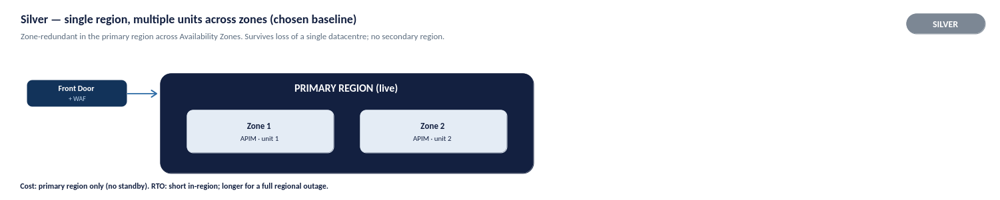 Silver — single region, multiple units across zones (chosen baseline)
SILVER
Zone-redundant in the primary region across Availability Zones. Survives loss of a single datacentre; no secondary region.
Front Door
+ WAF
PRIMARY REGION (live)
Zone 1
APIM · unit 1
Zone 2
APIM · unit 2
Cost: primary region only (no standby). RTO: short in-region; longer for a full regional outage.